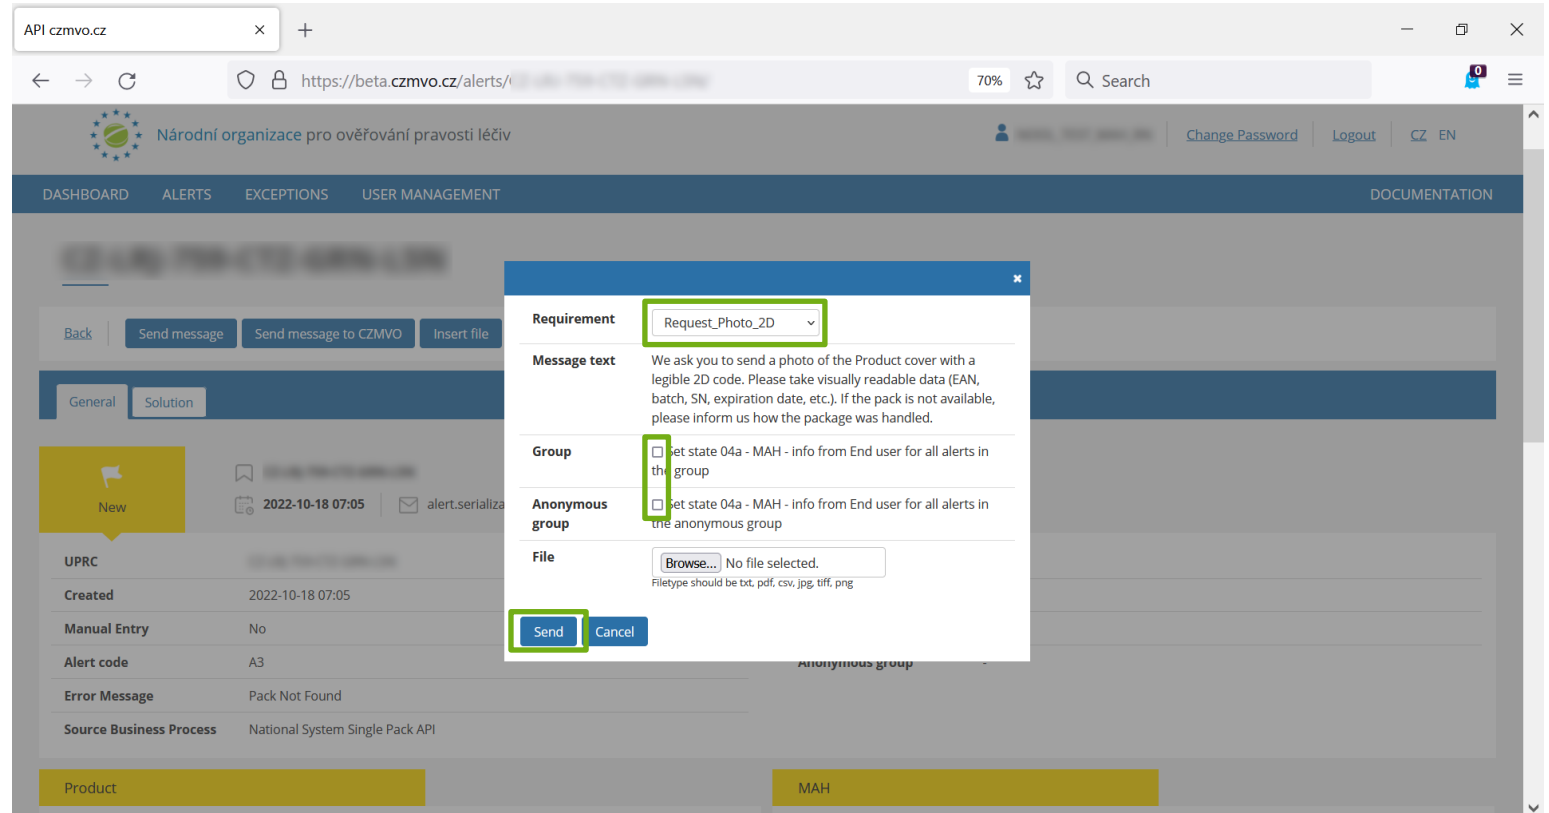 API czmvo.cz
https://beta.czmvo.cz/alerts/
70%
Search
0
Národní organizace pro ověřování pravosti léčiv
Change Password
Logout
CZ EN
DASHBOARD ALERTS EXCEPTIONS USER MANAGEMENT DOCUMENTATION
Back
Send message
Send message to CZMVO
Insert file
General
Solution
New
2022-10-18 07:05
alert.serializa
UPRC
Created 2022-10-18 07:05
Manual Entry No
Alert code A3
Error Message Pack Not Found
Source Business Process National System Single Pack API
Anonymous group -
Product
MAH
Requirement Request_Photo_2D
Message text We ask you to send a photo of the Product cover with a
legible 2D code. Please take visually readable data (EAN,
batch, SN, expiration date, etc.). If the pack is not available,
please inform us how the package was handled.
Group Set state 04a - MAH - info from End user for all alerts in
the group
Anonymous Set state 04a - MAH - info from End user for all alerts in
group the anonymous group
File Browse... No file selected.
Filetype should be txt, pdf, csv, jpg, tiff, png
Send
Cancel